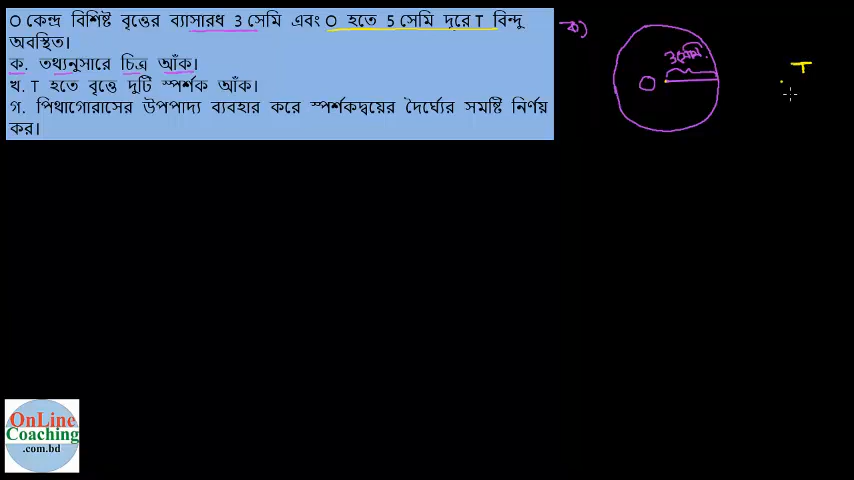 O কেন্দ্র বিশিষ্ট বৃত্তের ব্যাসারধ 3 সেমি এবং O হতে 5 সেমি দূরে T বিন্দু
অবস্থিত।
ক. তথ্যনুসারে চিত্র আঁক।
খ. T হতে বৃত্তে দুটি স্পর্শক আঁক।
গ. পিথাগোরাসের উপপাদ্য ব্যবহার করে স্পর্শকদ্বয়ের দৈর্ঘ্যের সমষ্টি নির্ণয়
কর।
ক)
3সেমি.
O
T
OnLine
Coaching
.com.bd